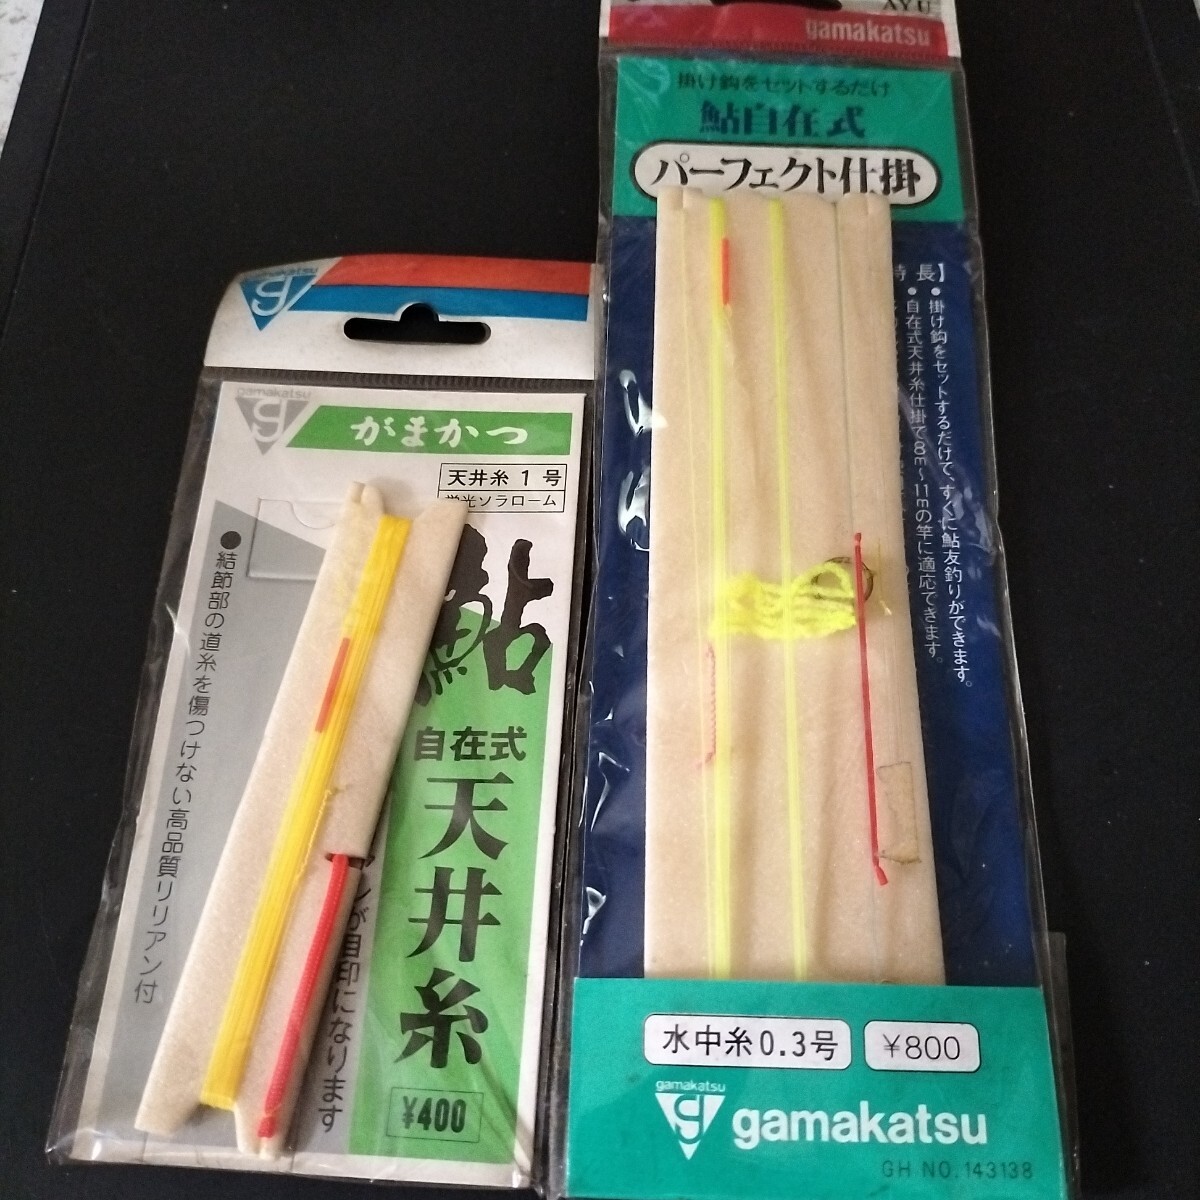 gamakatsu
がまかつ
天井糸1号
蛍光ソラローム
鮎
自在式
天井糸
¥400
●結節部の道糸を傷つけない高品質リリアン付
が目印になります
gamakatsu
AYU
gamakatsu
掛け鈎をセットするだけ
鮎自在式
パーフェクト仕掛
特長】
●掛け鈎をセットするだけで、すぐに鮎友釣りができます。
●自在式天井糸仕掛で8m~11mの竿に適応できます。
水中糸0.3号
¥800
gamakatsu
gamakatsu
GH NO.143138